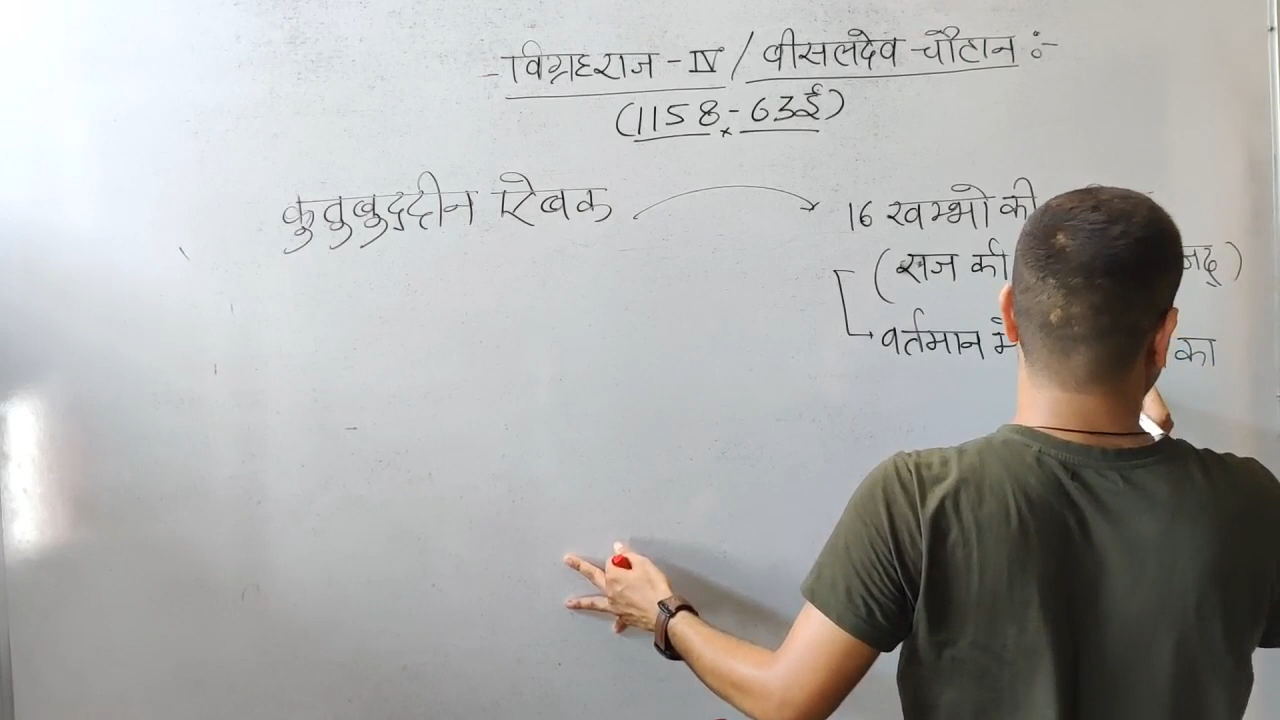 - विग्रहराज - IV / बीसलदेव चौहान :-
(1158 - 63ई)
कुतुबुद्दीन ऐबक → 16 खम्भो की
(राज की
वर्तमान में का